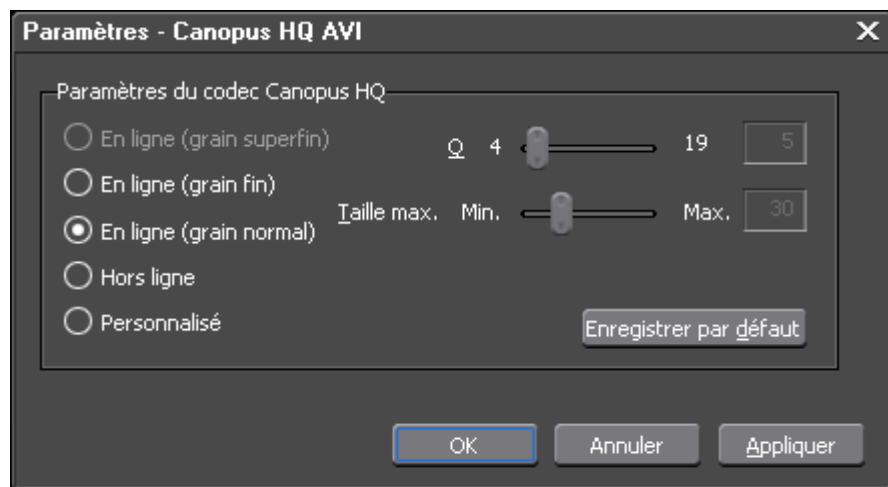 Paramètres - Canopus HQ AVI
Paramètres du codec Canopus HQ
En ligne (grain superfin)
Q 4 19 5
En ligne (grain fin)
Taille max. Min. Max. 30
En ligne (grain normal)
Hors ligne
Personnalisé
Enregistrer par défaut
OK Annuler Appliquer